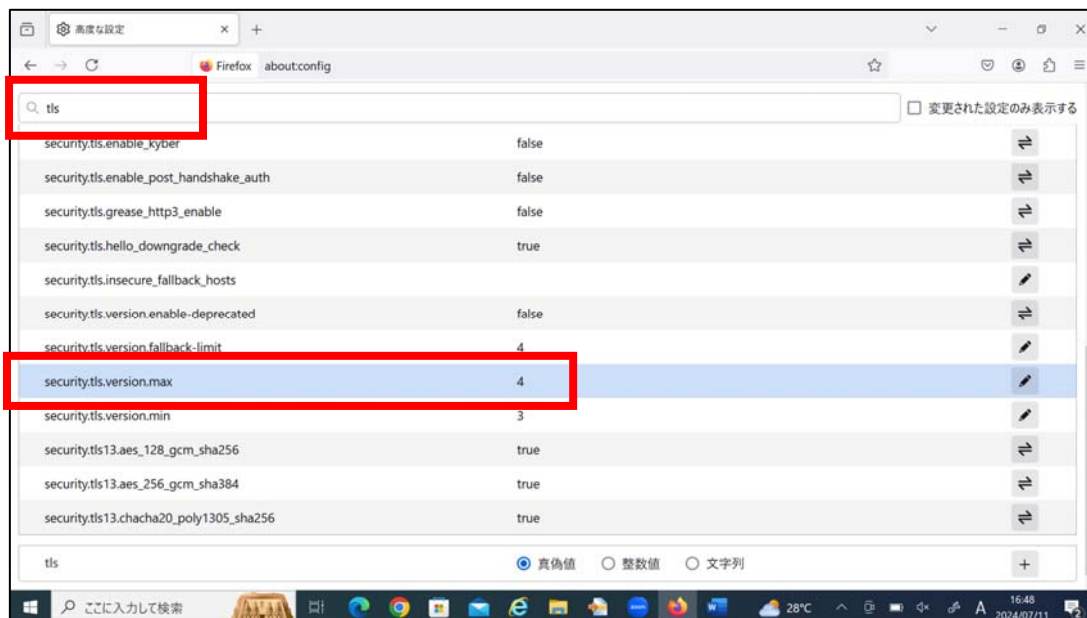 高度な設定
Firefox about:config
tls
変更された設定のみ表示する
security.tls.enable_kyber false
security.tls.enable_post_handshake_auth false
security.tls.grease_http3_enable false
security.tls.hello_downgrade_check true
security.tls.insecure_fallback_hosts
security.tls.version.enable-deprecated false
security.tls.version.fallback-limit 4
security.tls.version.max 4
security.tls.version.min 3
security.tls13.aes_128_gcm_sha256 true
security.tls13.aes_256_gcm_sha384 true
security.tls13.chacha20_poly1305_sha256 true
tls 真偽値 整数値 文字列
ここに入力して検索 28°C A 16:48
2024/07/11